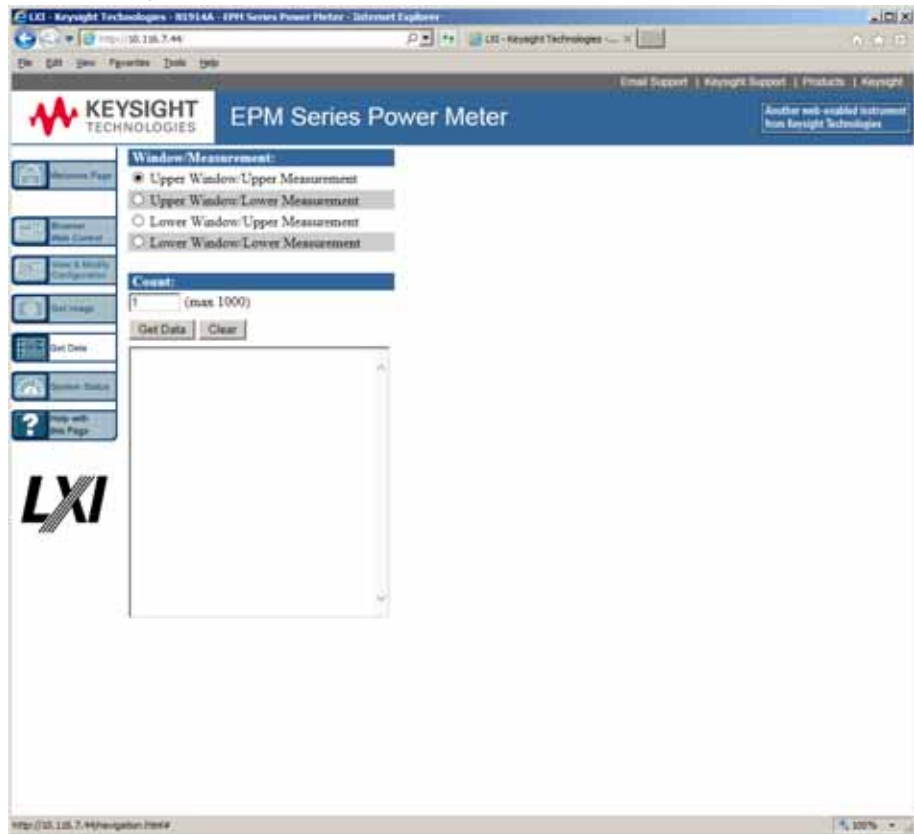 LXI - Keysight Technologies - N1914A - EPM Series Power Meter - Internet Explorer
http://10.116.7.44/
LXI - Keysight Technologies -...
File Edit View Favorites Tools Help
Email Support | Keysight Support | Products | Keysight
KEYSIGHT
TECHNOLOGIES
EPM Series Power Meter
Another web-enabled instrument
from Keysight Technologies
Welcome Page
Browser
Web Control
View & Modify
Configuration
Get Image
Get Data
System Status
? Help with
this Page
LXI
Window/Measurement:
Upper Window/Upper Measurement
Upper Window/Lower Measurement
Lower Window/Upper Measurement
Lower Window/Lower Measurement
Count:
1 (max 1000)
Get Data Clear
http://10.116.7.44/navigation.html#
100%